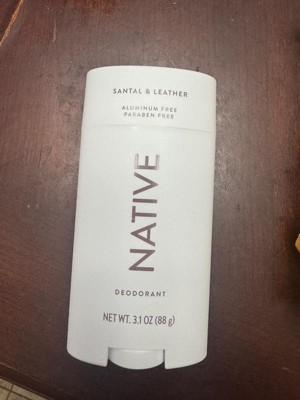 SANTAL & LEATHER
ALUMINUM FREE
PARABEN FREE
NATIVE
DEODORANT
NET WT. 3.1 OZ (88 g)